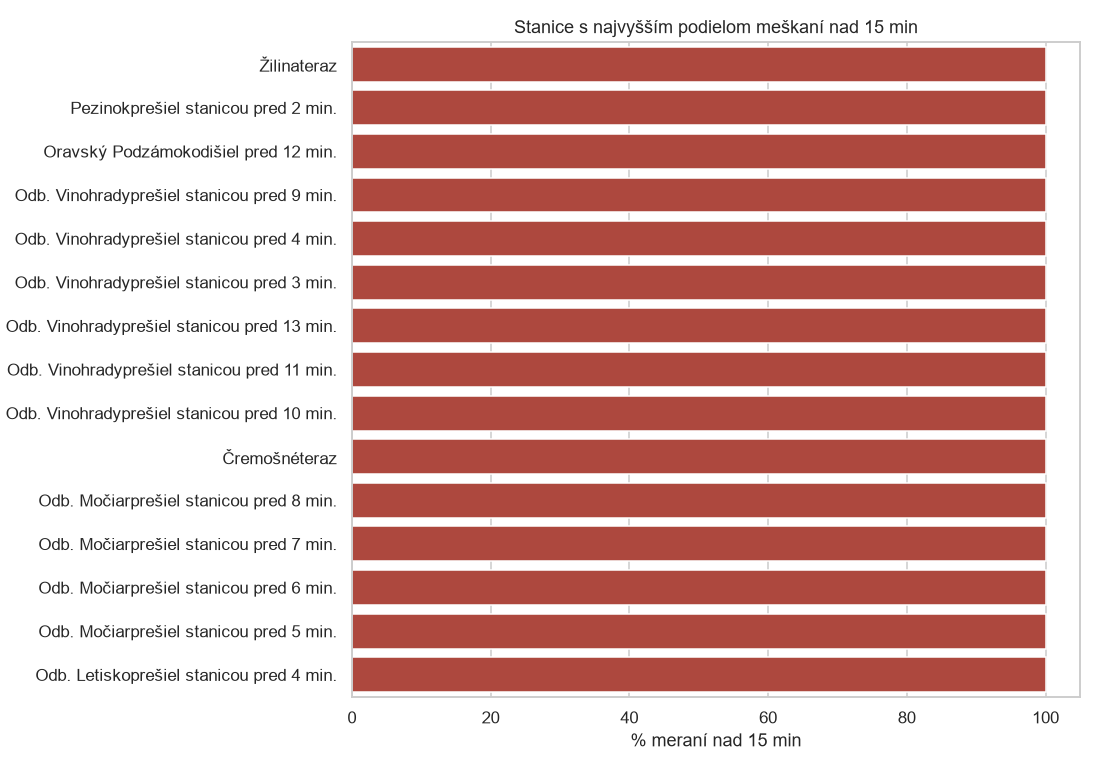 Stanice s najvyšším podielom meškaní nad 15 min
Žilinateraz
Pezinokprešiel stanicou pred 2 min.
Oravský Podzámokodišiel pred 12 min.
Odb. Vinohradyprešiel stanicou pred 9 min.
Odb. Vinohradyprešiel stanicou pred 4 min.
Odb. Vinohradyprešiel stanicou pred 3 min.
Odb. Vinohradyprešiel stanicou pred 13 min.
Odb. Vinohradyprešiel stanicou pred 11 min.
Odb. Vinohradyprešiel stanicou pred 10 min.
Čremošnéteraz
Odb. Močiarprešiel stanicou pred 8 min.
Odb. Močiarprešiel stanicou pred 7 min.
Odb. Močiarprešiel stanicou pred 6 min.
Odb. Močiarprešiel stanicou pred 5 min.
Odb. Letiskoprešiel stanicou pred 4 min.
0 20 40 60 80 100
% meraní nad 15 min